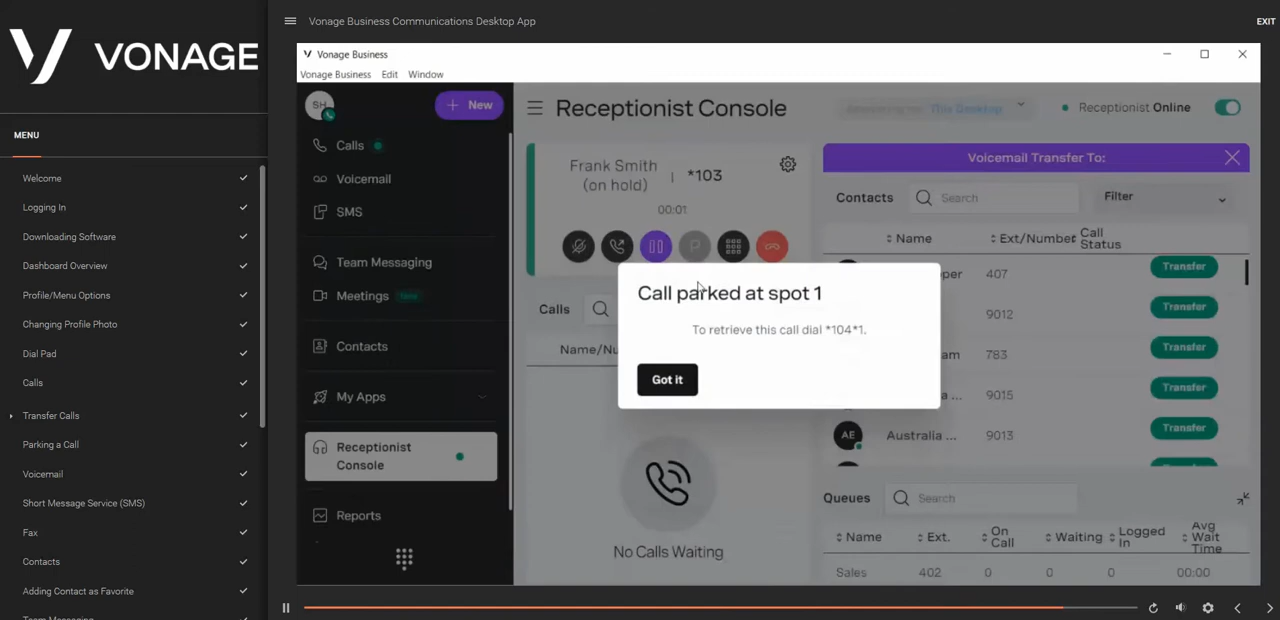 VONAGE
Vonage Business Communications Desktop App
EXIT
MENU
Welcome
Logging In
Downloading Software
Dashboard Overview
Profile/Menu Options
Changing Profile Photo
Dial Pad
Calls
Transfer Calls
Parking a Call
Voicemail
Short Message Service (SMS)
Fax
Contacts
Adding Contact as Favorite
Team Messaging
Vonage Business
Vonage Business Edit Window
SH
+ New
Calls
Voicemail
SMS
Team Messaging
Meetings New
Contacts
My Apps
Receptionist
Console
Reports
Receptionist Console
This Desktop
Receptionist Online
Frank Smith
(on hold) | *103
00:01
Calls
Name/Nu
No Calls Waiting
Call parked at spot 1
To retrieve this call dial *104*1.
Got it
Voicemail Transfer To:
Contacts Search Filter
Name Ext/Number Call
Status
407 Transfer
9012 Transfer
783 Transfer
9015 Transfer
AE Australia ... 9013 Transfer
Queues Search
Name Ext. On
Call Waiting Logged
In Avg
Wait
Time
Sales 402 0 0 0 00:00